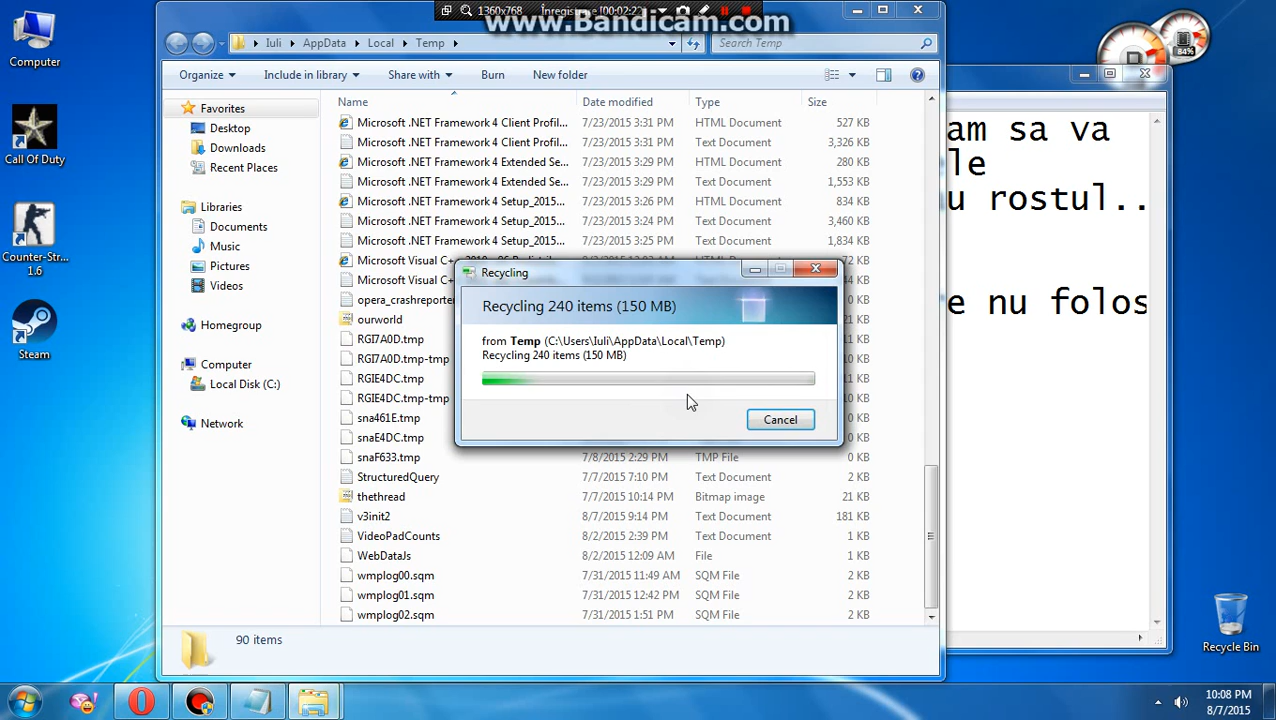 1360x768 Înregistrare [00:02:22]
www.Bandicam.com
Computer
Call Of Duty
Counter-Str...
1.6
Steam
Recycle Bin
84%
Iuli AppData Local Temp
Search Temp
Organize Include in library Share with Burn New folder
Name Date modified Type Size
Favorites
Desktop
Downloads
Recent Places
Libraries
Documents
Music
Pictures
Videos
Homegroup
Computer
Local Disk (C:)
Network
Microsoft .NET Framework 4 Client Profil... 7/23/2015 3:31 PM HTML Document 527 KB
Microsoft .NET Framework 4 Client Profil... 7/23/2015 3:31 PM Text Document 3,326 KB
Microsoft .NET Framework 4 Extended Se... 7/23/2015 3:29 PM HTML Document 280 KB
Microsoft .NET Framework 4 Extended Se... 7/23/2015 3:29 PM Text Document 1,553 KB
Microsoft .NET Framework 4 Setup_2015... 7/23/2015 3:26 PM HTML Document 834 KB
Microsoft .NET Framework 4 Setup_2015... 7/23/2015 3:24 PM Text Document 3,460 KB
Microsoft .NET Framework 4 Setup_2015... 7/23/2015 3:25 PM Text Document 1,834 KB
Microsoft Visual C+ 72 KB
Microsoft Visual C+
opera_crashreporter
ourworld 21 KB
RGI7A0D.tmp
RGI7A0D.tmp-tmp
RGIE4DC.tmp
RGIE4DC.tmp-tmp
sna461E.tmp 0 KB
snaE4DC.tmp 0 KB
snaF633.tmp 7/8/2015 2:29 PM TMP File 0 KB
StructuredQuery 7/7/2015 7:10 PM Text Document 2 KB
thethread 7/7/2015 10:14 PM Bitmap image 21 KB
v3init2 8/7/2015 9:14 PM Text Document 181 KB
VideoPadCounts 8/2/2015 2:39 PM Text Document 1 KB
WebDataJs 8/2/2015 12:09 AM File 1 KB
wmplog00.sqm 7/31/2015 11:49 AM SQM File 2 KB
wmplog01.sqm 7/31/2015 12:42 PM SQM File 2 KB
wmplog02.sqm 7/31/2015 1:51 PM SQM File 2 KB
90 items
Recycling
Recycling 240 items (150 MB)
from Temp (C:\Users\Iuli\AppData\Local\Temp)
Recycling 240 items (150 MB)
Cancel
am sa va
le
u rostul..
e nu folos
10:08 PM
8/7/2015